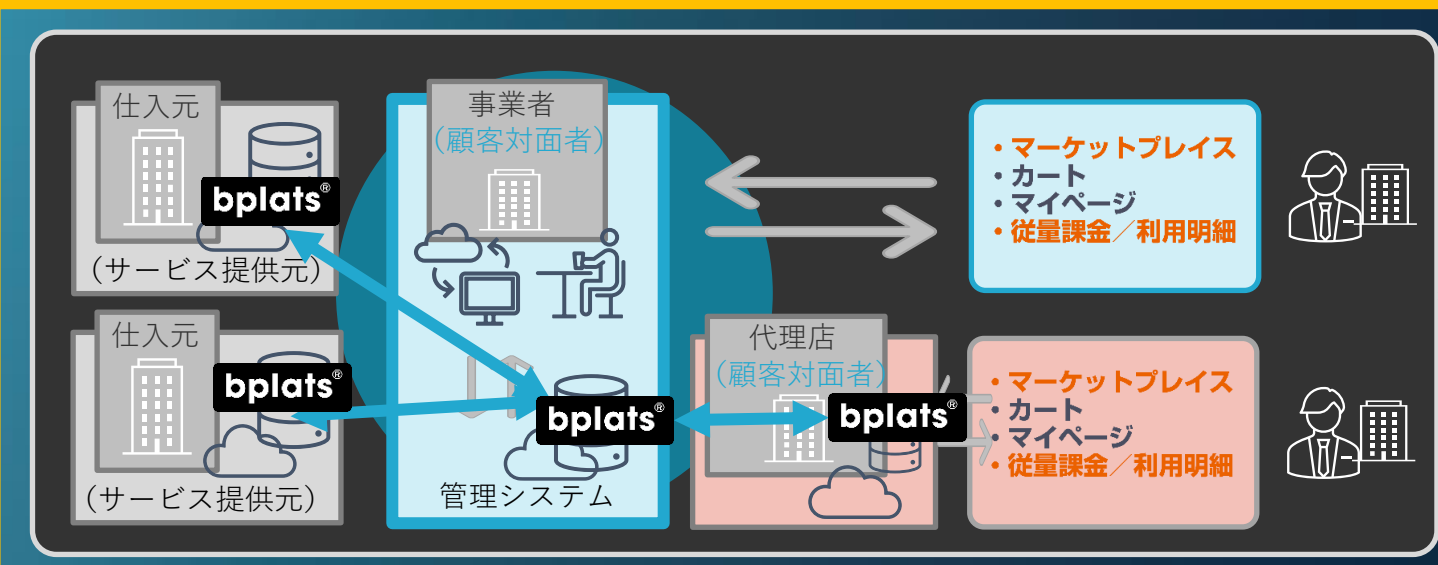 仕入元
bplats®
(サービス提供元)
仕入元
bplats®
(サービス提供元)
事業者
(顧客対面者)
bplats®
管理システム
代理店
(顧客対面者)
bplats®
・マーケットプレイス
・カート
・マイページ
・従量課金／利用明細
・マーケットプレイス
・カート
・マイページ
・従量課金／利用明細